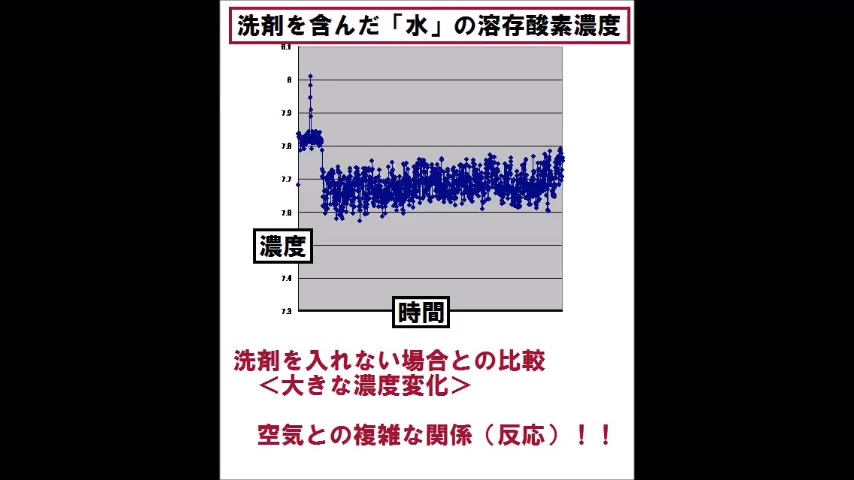 洗剤を含んだ「水」の溶存酸素濃度
8.1
8
7.9
7.8
7.7
7.6
濃度
7.4
7.3
時間
洗剤を入れない場合との比較
＜大きな濃度変化＞
空気との複雑な関係（反応）！！